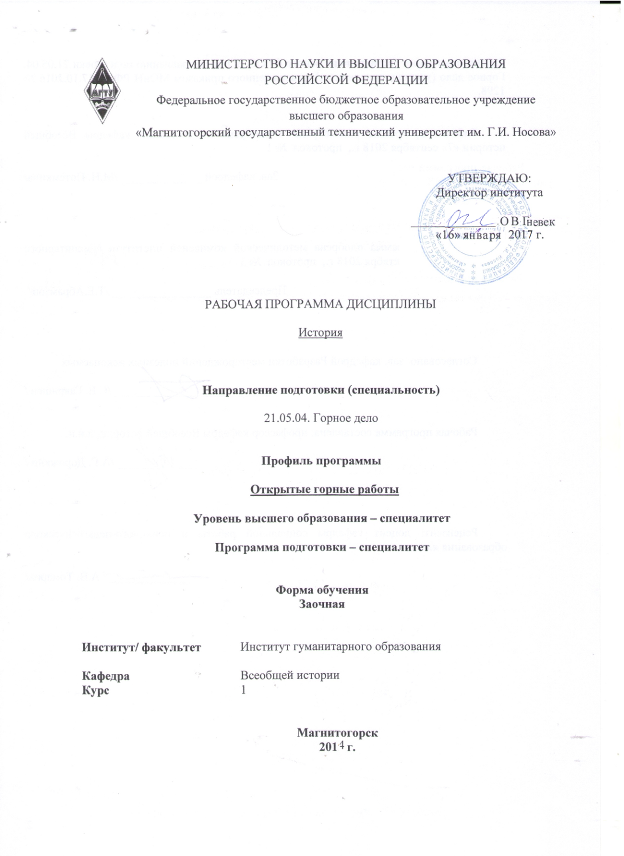 МИНИСТЕРСТВО НАУКИ И ВЫСШЕГО ОБРАЗОВАНИЯ
РОССИЙСКОЙ ФЕДЕРАЦИИ
Федеральное государственное бюджетное образовательное учреждение
высшего образования
«Магнитогорский государственный технический университет им. Г.И. Носова»
УТВЕРЖДАЮ:
Директор института
О В Гневек
«16» января 2017 г.
РАБОЧАЯ ПРОГРАММА ДИСЦИПЛИНЫ
История
Направление подготовки (специальность)
21.05.04. Горное дело
Профиль программы
Открытые горные работы
Уровень высшего образования – специалитет
Программа подготовки – специалитет
Форма обучения
Заочная
Институт/ факультет Институт гуманитарного образования
Кафедра Всеобщей истории
Курс 1
Магнитогорск
г.